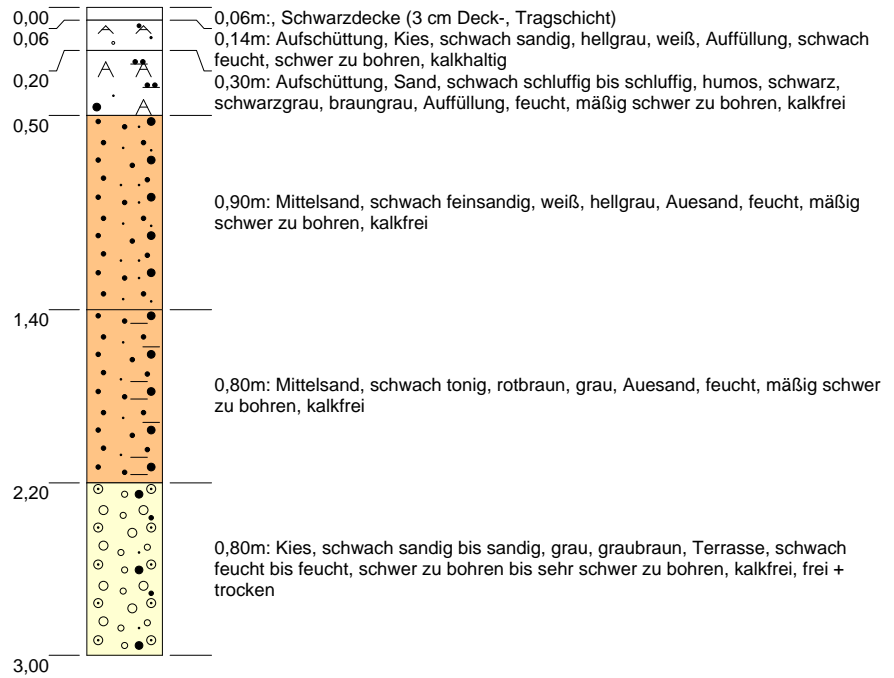 0,00
0,06m:, Schwarzdecke (3 cm Deck-, Tragschicht)
0,06
0,14m: Aufschüttung, Kies, schwach sandig, hellgrau, weiß, Auffüllung, schwach
feucht, schwer zu bohren, kalkhaltig
0,20
0,30m: Aufschüttung, Sand, schwach schluffig bis schluffig, humos, schwarz,
schwarzgrau, braungrau, Auffüllung, feucht, mäßig schwer zu bohren, kalkfrei
0,50
0,90m: Mittelsand, schwach feinsandig, weiß, hellgrau, Auesand, feucht, mäßig
schwer zu bohren, kalkfrei
1,40
0,80m: Mittelsand, schwach tonig, rotbraun, grau, Auesand, feucht, mäßig schwer
zu bohren, kalkfrei
2,20
0,80m: Kies, schwach sandig bis sandig, grau, graubraun, Terrasse, schwach
feucht bis feucht, schwer zu bohren bis sehr schwer zu bohren, kalkfrei, frei +
trocken
3,00